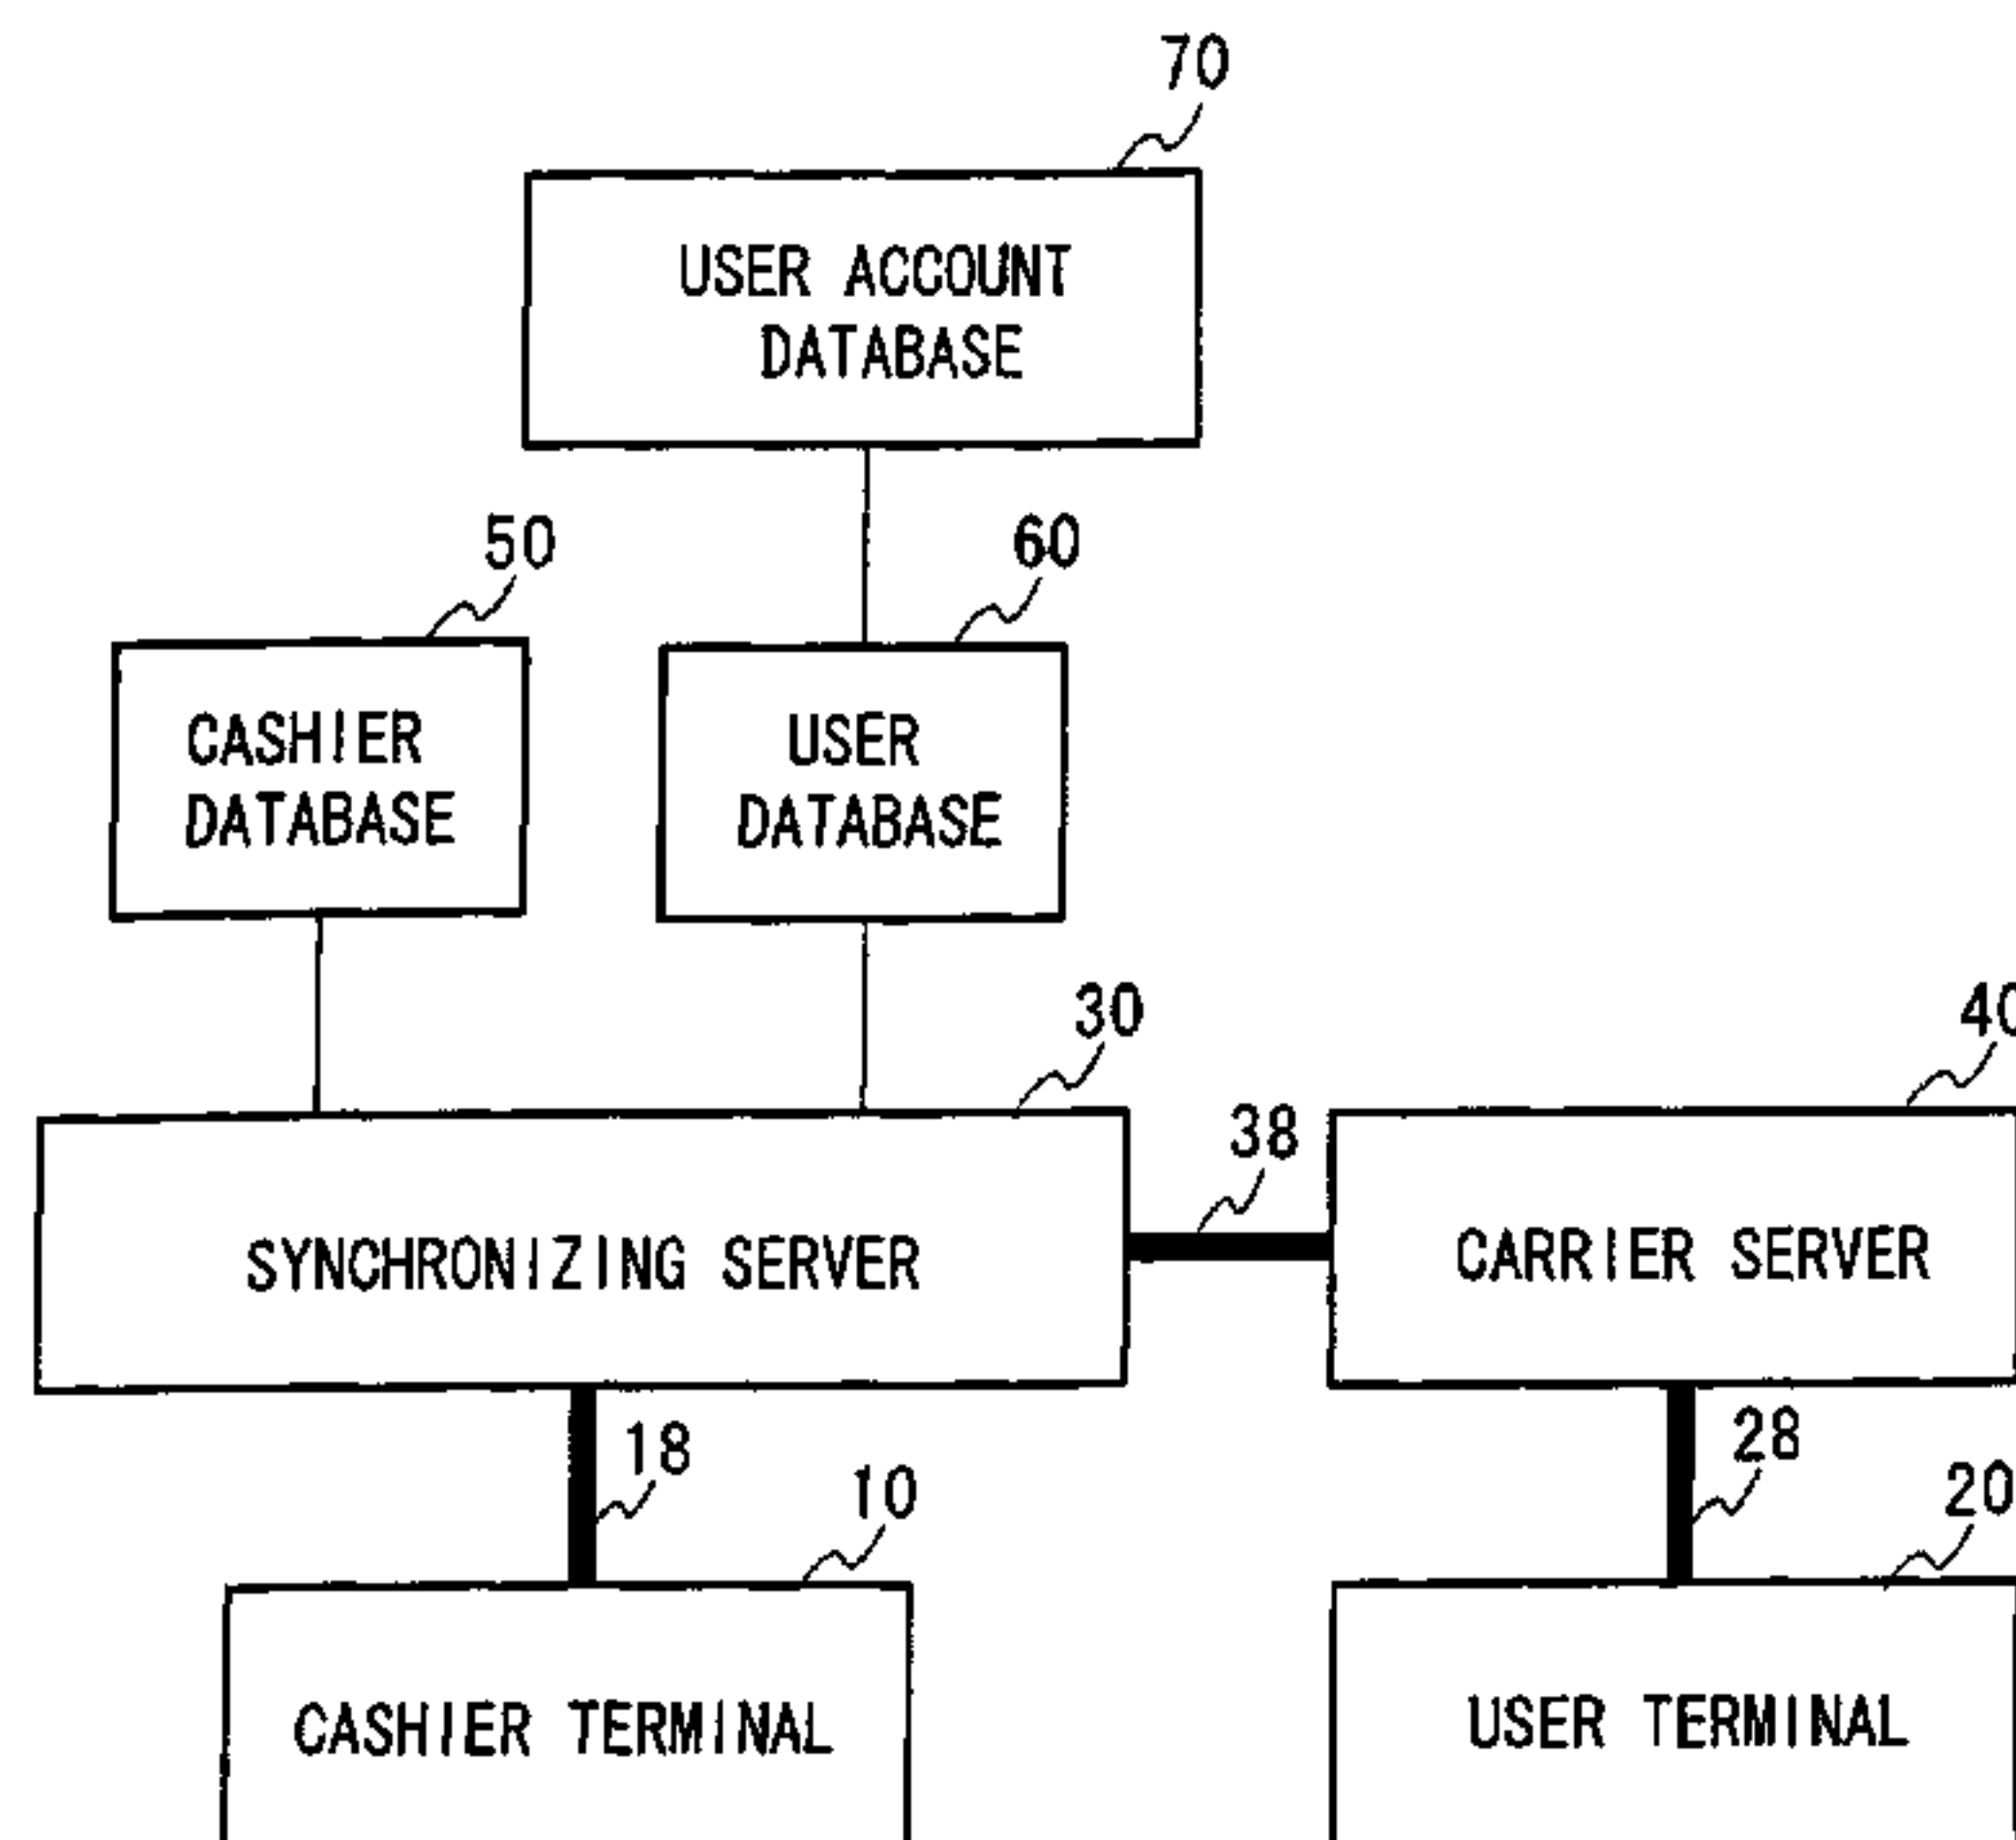 70
USER ACCOUNT
DATABASE
50
60
CASHIER
DATABASE
USER
DATABASE
30
40
38
SYNCHRONIZING SERVER
CARRIER SERVER
18
28
10
20
CASHIER TERMINAL
USER TERMINAL